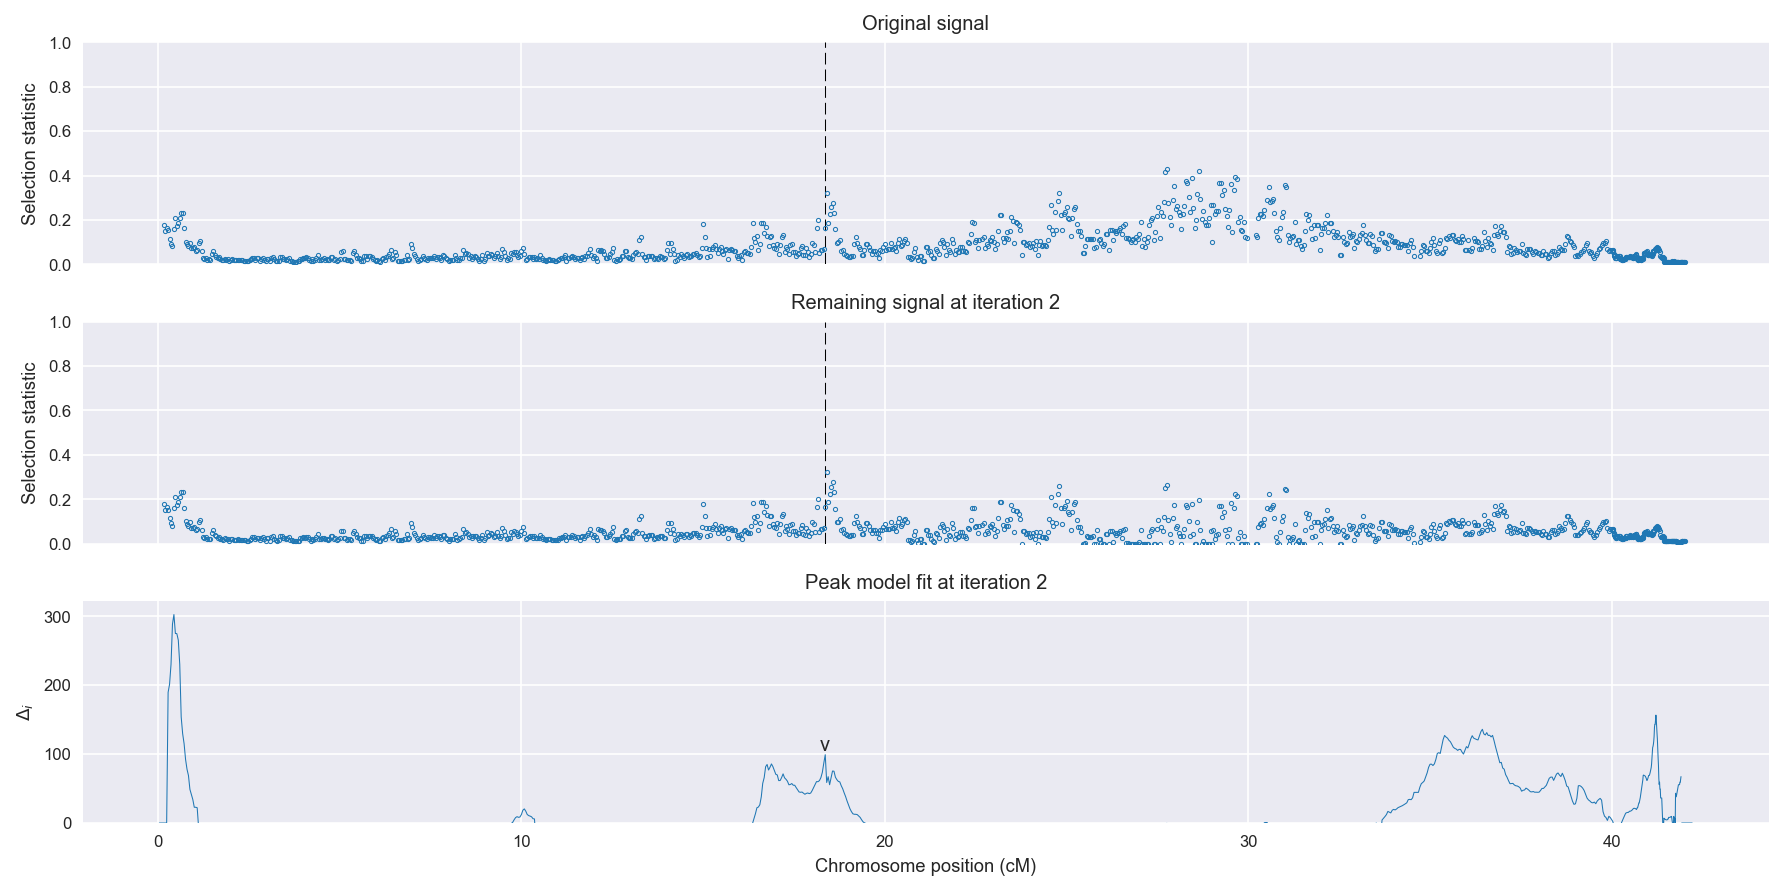 Original signal
1.0
0.8
0.6
0.4
0.2
0.0
Selection statistic
Remaining signal at iteration 2
1.0
0.8
0.6
0.4
0.2
0.0
Selection statistic
Peak model fit at iteration 2
300
200
100
0
Δi
v
0 10 20 30 40
Chromosome position (cM)